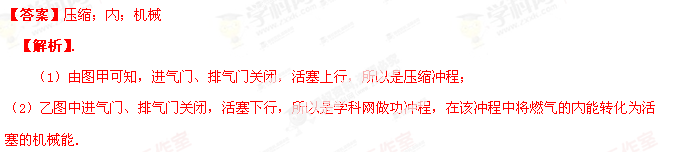 【答案】压缩；内；机械
【解析】.
（1）由图甲可知，进气门、排气门关闭，活塞上行，所以是压缩冲程；
（2）乙图中进气门、排气门关闭，活塞下行，所以是学科网做功冲程，在该冲程中将燃气的内能转化为活
塞的机械能.